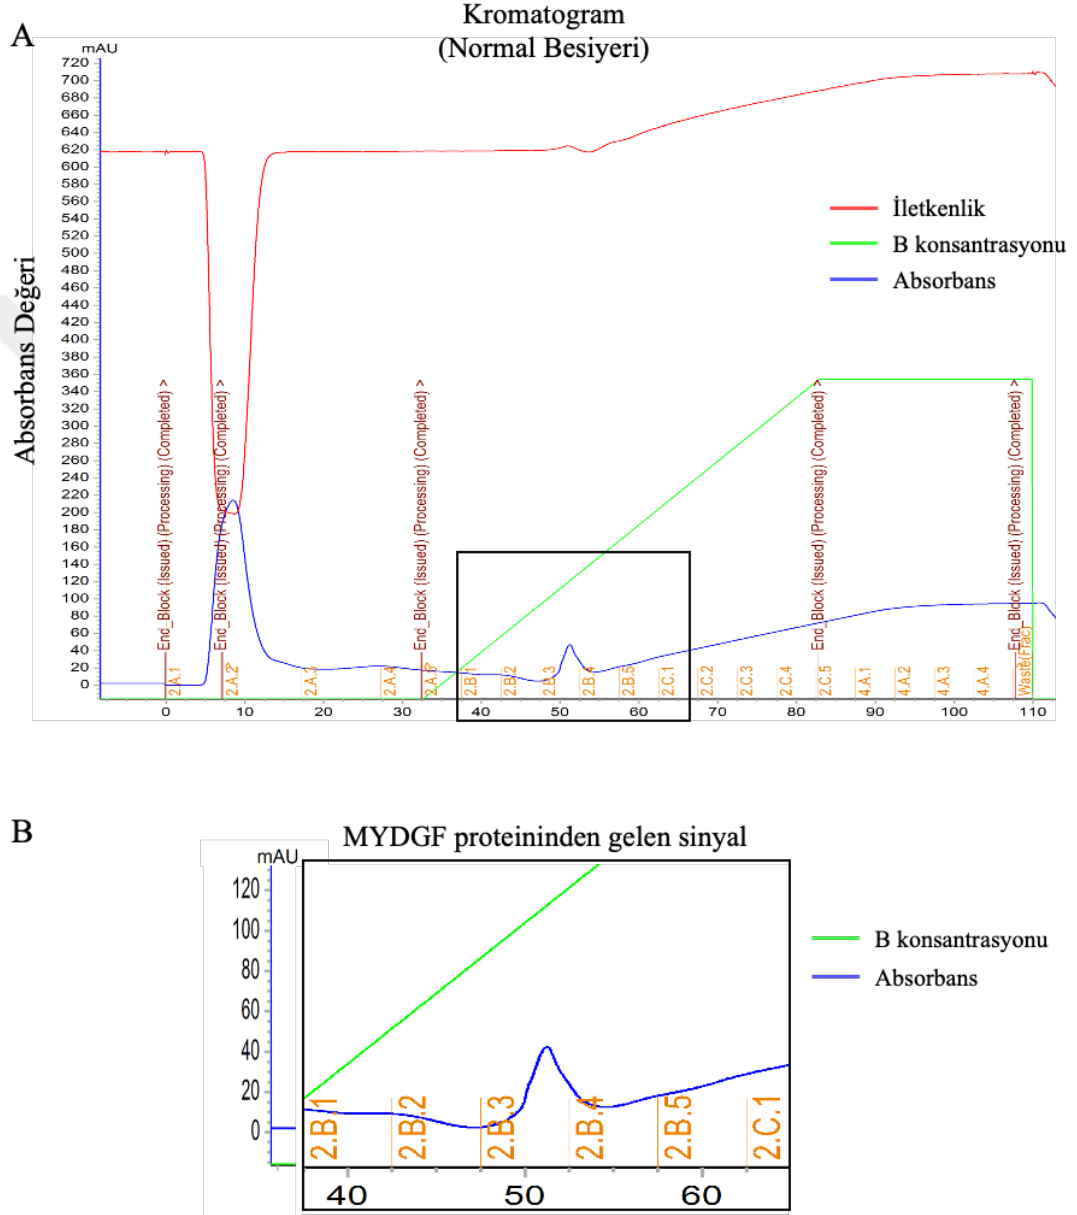 A
Kromatogram
(Normal Besiyeri)
mAU
720
700
680
660
640
620
600
580
560
540
520
500
480
460
440
420
400
380
360
340
320
300
280
260
240
220
200
180
160
140
120
100
80
60
40
20
0
Absorbans Değeri
İletkenlik
B konsantrasyonu
Absorbans
End_Block (Issued) (Processing) (Completed)
End_Block (Issued) (Processing) (Completed)
End_Block (Issued) (Processing) (Completed)
End_Block (Issued) (Processing) (Completed)
End_Block (Issued) (Processing) (Completed)
2.A.1
2.A.2
2.A.3
2.A.4
2.A.5
2.B.1
2.B.2
2.B.3
2.B.4
2.B.5
2.C.1
2.C.2
2.C.3
2.C.4
2.C.5
4.A.1
4.A.2
4.A.3
4.A.4
Waste(Frac)
0 10 20 30 40 50 60 70 80 90 100 110
B
MYDGF proteininden gelen sinyal
mAU
120
100
80
60
40
20
0
B konsantrasyonu
Absorbans
2.B.1
2.B.2
2.B.3
2.B.4
2.B.5
2.C.1
40 50 60